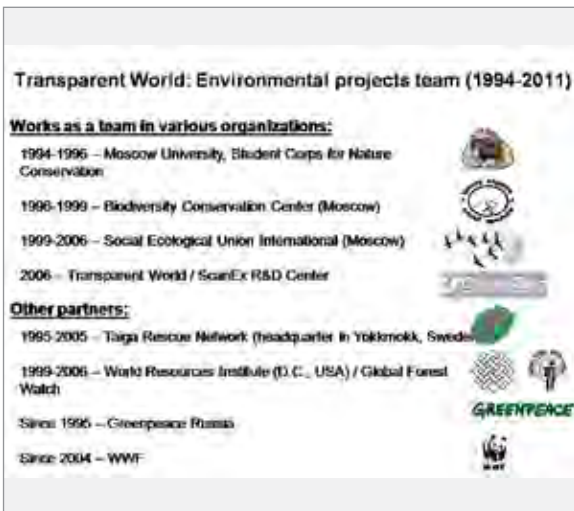 Transparent World: Environmental projects team (1994-2011)
Works as a team in various organizations:
1994-1996 – Moscow University, Student Corps for Nature
Conservation
1996-1999 – Biodiversity Conservation Center (Moscow)
1999-2006 – Social Ecological Union International (Moscow)
2006 – Transparent World / ScanEx R&D Center
Other partners:
1995-2005 – Taiga Rescue Network (headquarter in Yokkmokk, Sweden
1999-2006 – World Resources Institute (D.C., USA) / Global Forest
Watch
GREENPEACE
Since 1995 – Greenpeace Russia
Since 2004 – WWF
WWF